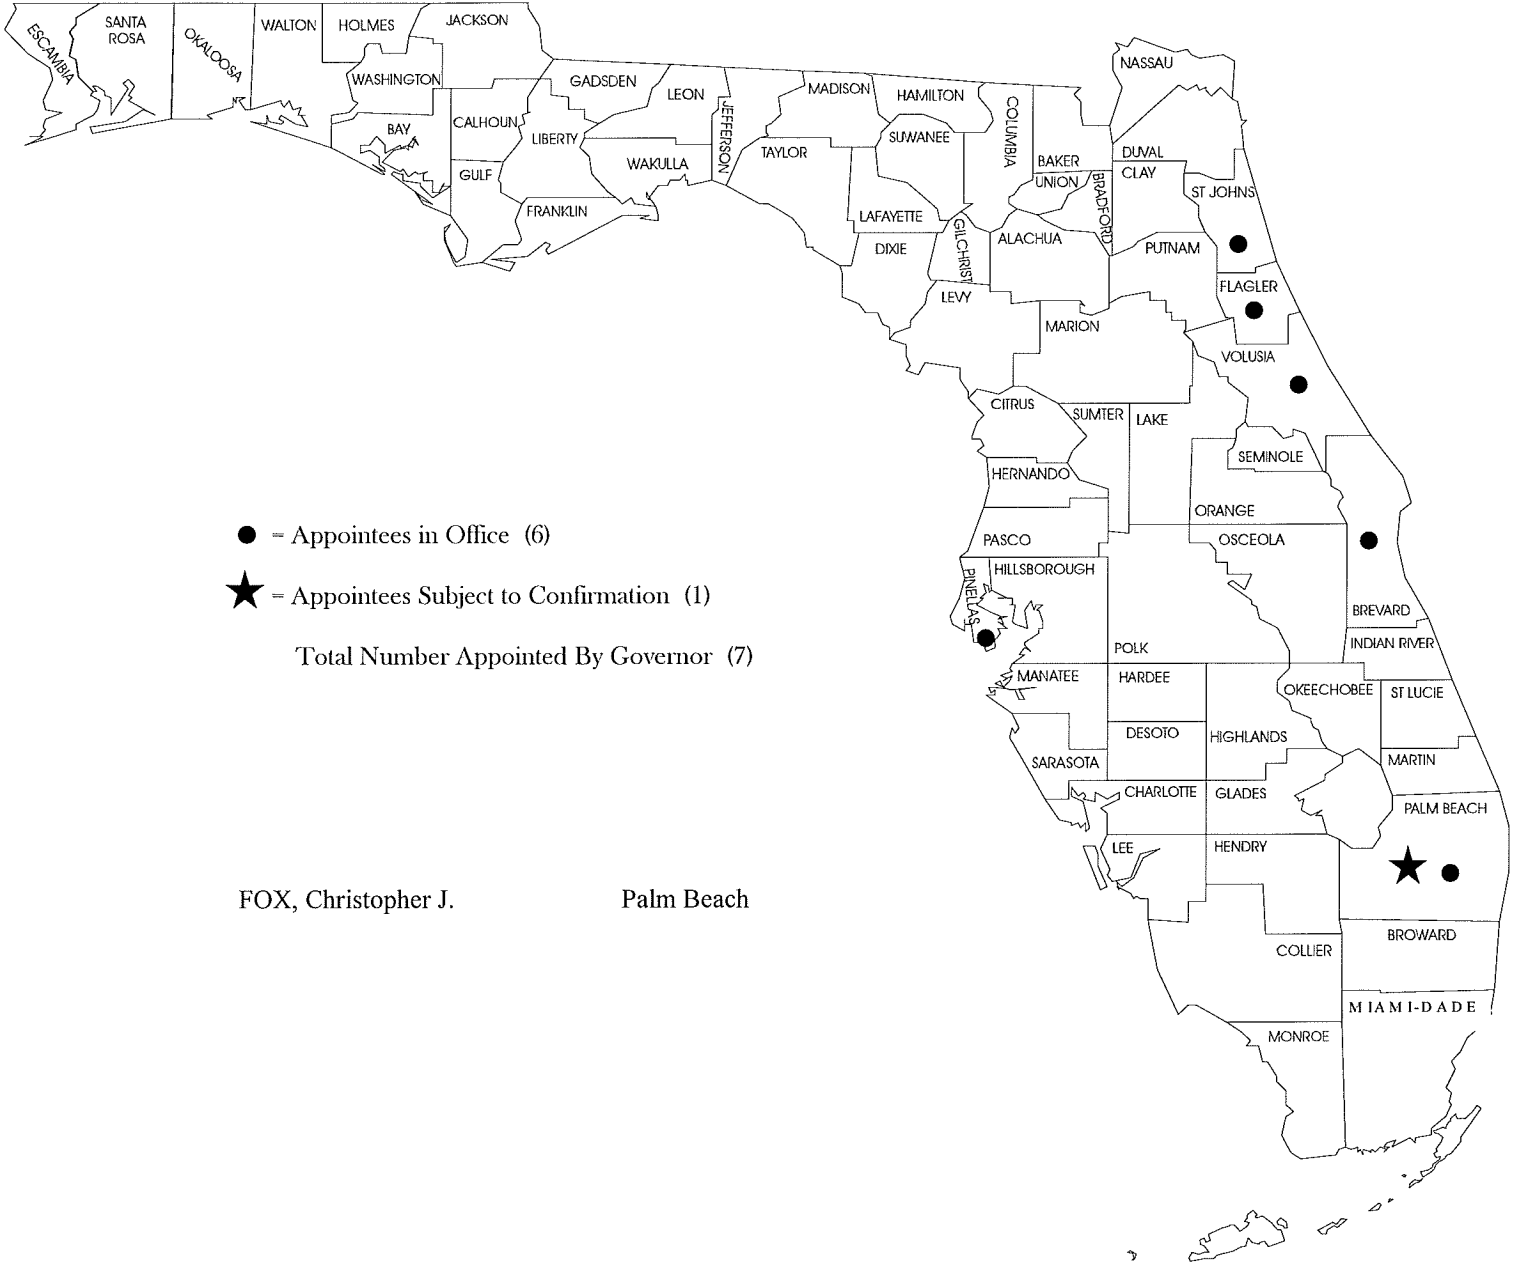 ESCAMBIA
SANTA
ROSA
OKALOOSA
WALTON
HOLMES
JACKSON
WASHINGTON
BAY
CALHOUN
GULF
GADSDEN
LIBERTY
FRANKLIN
LEON
WAKULLA
JEFFERSON
MADISON
TAYLOR
HAMILTON
SUWANEE
LAFAYETTE
DIXIE
COLUMBIA
GILCHRIST
LEVY
NASSAU
DUVAL
BAKER
UNION
BRADFORD
CLAY
ST JOHNS
ALACHUA
PUTNAM
FLAGLER
MARION
VOLUSIA
CITRUS
SUMTER
LAKE
SEMINOLE
HERNANDO
ORANGE
PASCO
OSCEOLA
= Appointees in Office (6)
PINELLAS
HILLSBOROUGH
POLK
BREVARD
INDIAN RIVER
= Appointees Subject to Confirmation (1)
Total Number Appointed By Governor (7)
MANATEE
HARDEE
OKEECHOBEE
ST LUCIE
DESOTO
HIGHLANDS
SARASOTA
MARTIN
CHARLOTTE
GLADES
PALM BEACH
LEE
HENDRY
FOX, Christopher J. Palm Beach
BROWARD
COLLIER
MIAMI-DADE
MONROE